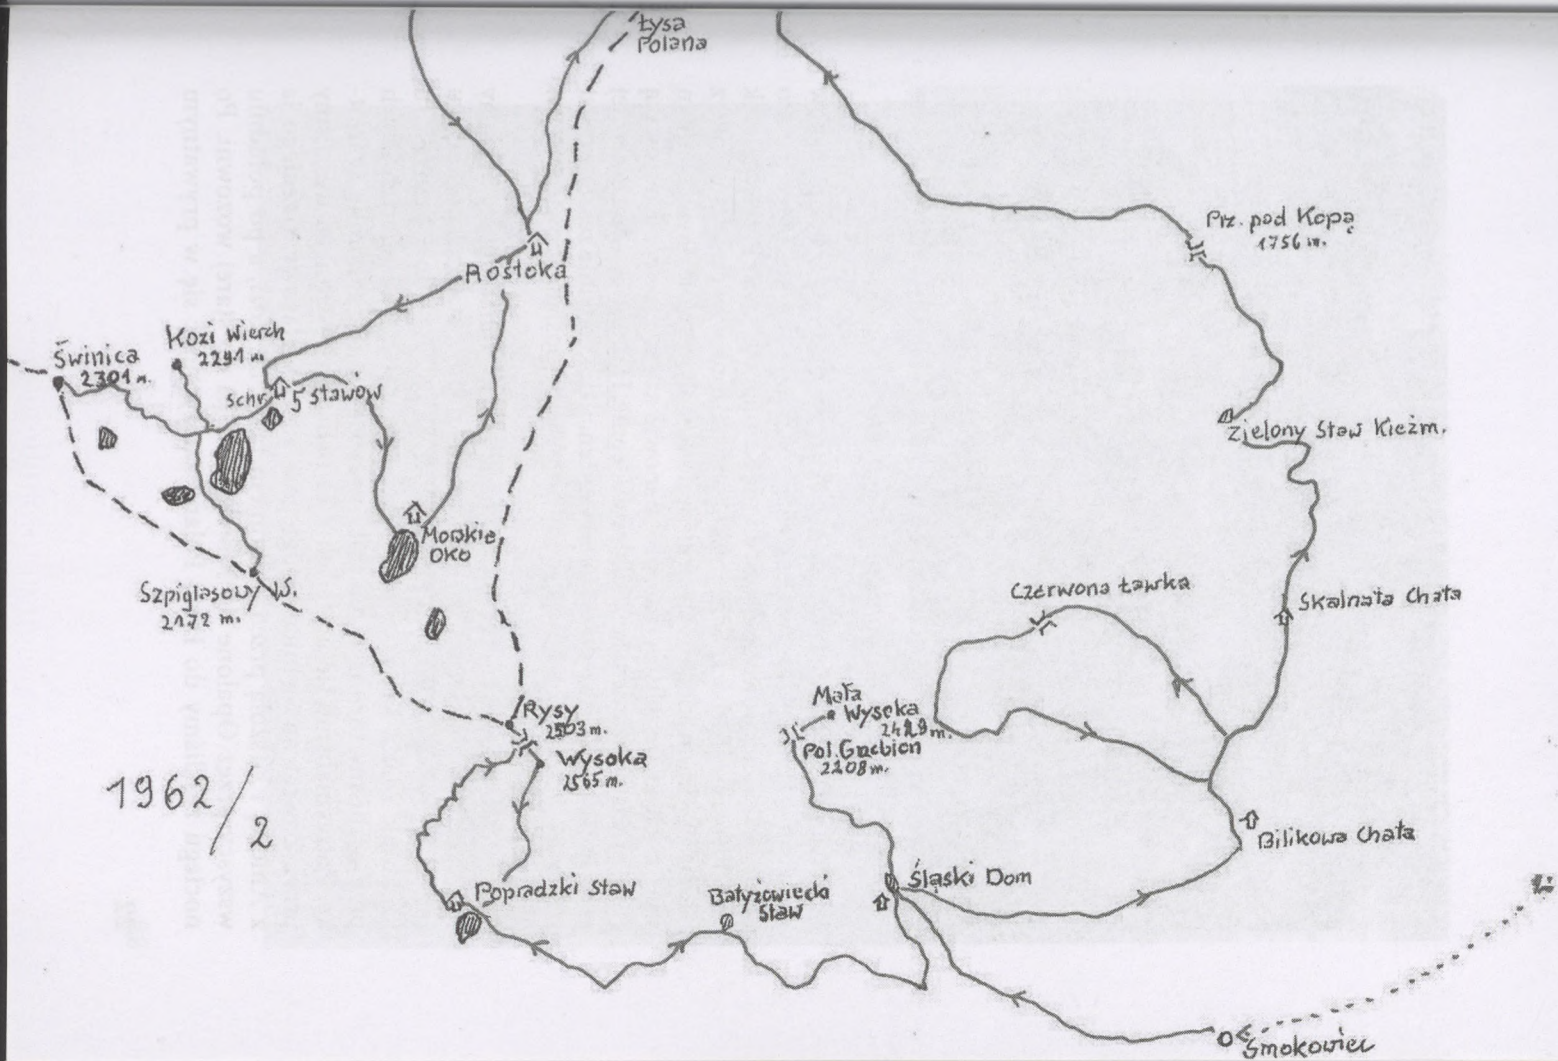 Łysa
Polana
Prz. pod Kopą
1756 m.
Roztoka
Kozi Wierch
2291 m.
Świnica
2301 m.
schr. 5 stawów
Zielony Staw Kieżm.
Morskie
Oko
Szpiglasowy W.
2172 m.
Czerwona Ławka
Skalnata Chata
Rysy
2503 m.
Mała
Wysoka
2429 m.
Pol. Grzebień
2208 m.
Wysoka
2565 m.
1962/2
Bilikowa Chata
Popradzki Staw
Batyżowiecki
Staw
Śląski Dom
Smokowiec